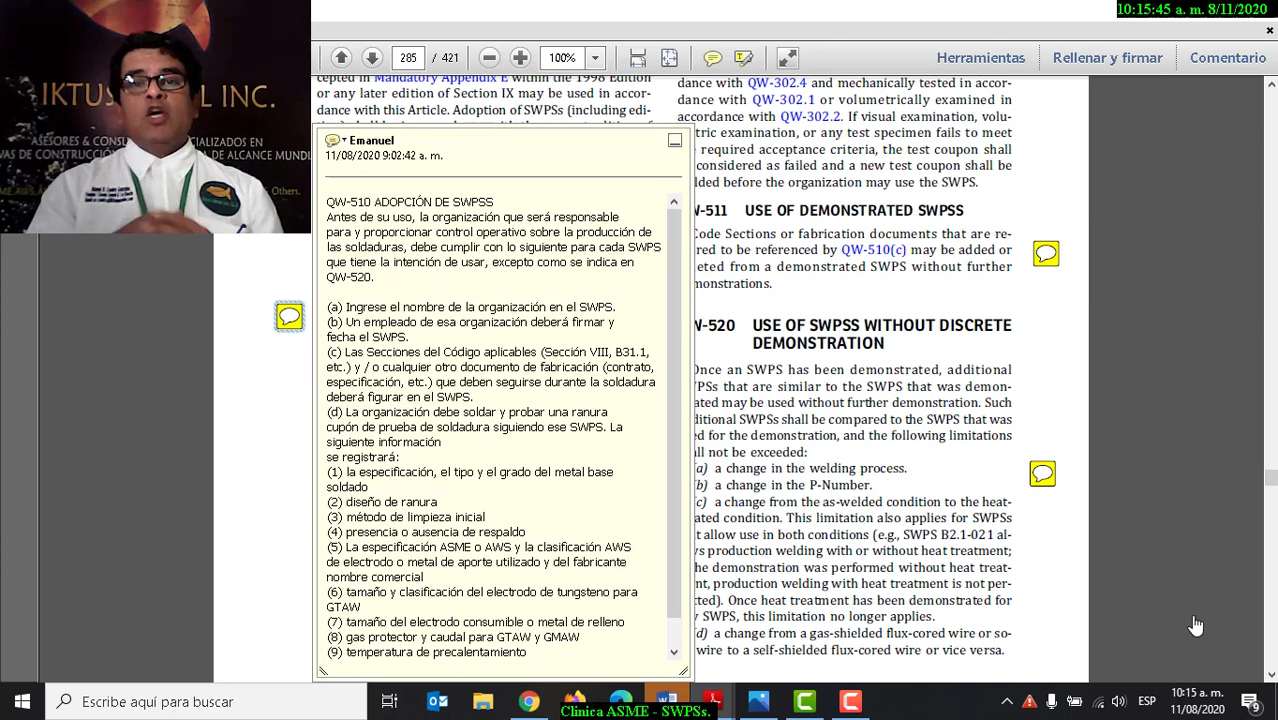 10:15:45 a. m. 8/11/2020
285 / 421
100%
Herramientas
Rellenar y firmar
Comentario
IKTUS
INC.
ASESORES & CONSU
CIALIZADOS EN
AS DE CONSTRUCCIÓN
DE ALCANCE MUNDI
ASME, AWS
& Others.
cepted in Mandatory Appendix E within the 1998 Edition
or any later edition of Section IX may be used in accor-
dance with this Article. Adoption of SWPSs (including edi-
Emanuel
11/08/2020 9:02:42 a. m.
QW-510 ADOPCIÓN DE SWPSS
Antes de su uso, la organización que será responsable
para y proporcionar control operativo sobre la producción de
las soldaduras, debe cumplir con lo siguiente para cada SWPS
que tiene la intención de usar, excepto como se indica en
QW-520.
(a) Ingrese el nombre de la organización en el SWPS.
(b) Un empleado de esa organización deberá firmar y
fecha el SWPS.
(c) Las Secciones del Código aplicables (Sección VIII, B31.1,
etc.) y / o cualquier otro documento de fabricación (contrato,
especificación, etc.) que deben seguirse durante la soldadura
deberá figurar en el SWPS.
(d) La organización debe soldar y probar una ranura
cupón de prueba de soldadura siguiendo ese SWPS. La
siguiente información
se registrará:
(1) la especificación, el tipo y el grado del metal base
soldado
(2) diseño de ranura
(3) método de limpieza inicial
(4) presencia o ausencia de respaldo
(5) La especificación ASME o AWS y la clasificación AWS
de electrodo o metal de aporte utilizado y del fabricante
nombre comercial
(6) tamaño y clasificación del electrodo de tungsteno para
GTAW
(7) tamaño del electrodo consumible o metal de relleno
(8) gas protector y caudal para GTAW y GMAW
(9) temperatura de precalentamiento
dance with QW-302.4 and mechanically tested in accor-
dance with QW-302.1 or volumetrically examined in
accordance with QW-302.2. If visual examination, volu-
tric examination, or any test specimen fails to meet
required acceptance criteria, the test coupon shall
considered as failed and a new test coupon shall
lded before the organization may use the SWPS.
W-511 USE OF DEMONSTRATED SWPSS
Code Sections or fabrication documents that are re-
red to be referenced by QW-510(c) may be added or
eted from a demonstrated SWPS without further
monstrations.
W-520 USE OF SWPSS WITHOUT DISCRETE
DEMONSTRATION
Once an SWPS has been demonstrated, additional
PSs that are similar to the SWPS that was demon-
ated may be used without further demonstration. Such
ditional SWPSs shall be compared to the SWPS that was
ed for the demonstration, and the following limitations
all not be exceeded:
(a) a change in the welding process.
(b) a change in the P-Number.
(c) a change from the as-welded condition to the heat-
ated condition. This limitation also applies for SWPSs
t allow use in both conditions (e.g., SWPS B2.1-021 al-
ws production welding with or without heat treatment;
he demonstration was performed without heat treat-
nt, production welding with heat treatment is not per-
tted). Once heat treatment has been demonstrated for
y SWPS, this limitation no longer applies.
(d) a change from a gas-shielded flux-cored wire or so-
wire to a self-shielded flux-cored wire or vice versa.
Escribe aquí para buscar
ESP
10:15 a. m.
11/08/2020
9
Clinica ASME - SWPSs.